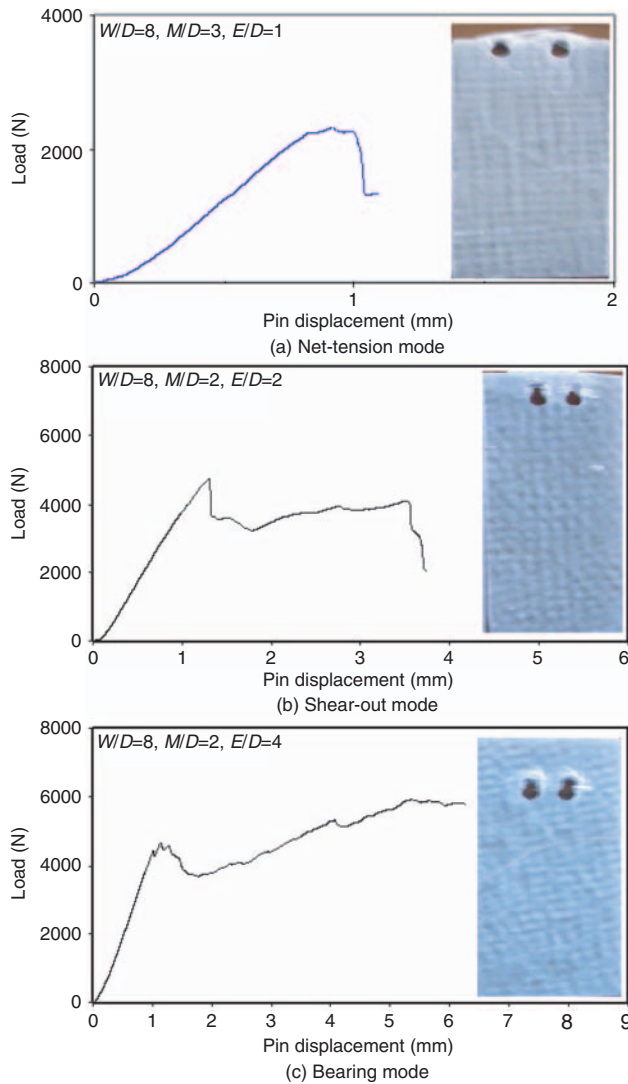 W/D=8, M/D=3, E/D=1
4000
2000
0
Load (N)
0
1
2
Pin displacement (mm)
(a) Net-tension mode
W/D=8, M/D=2, E/D=2
8000
6000
4000
2000
0
Load (N)
0 1 2 3 4 5 6
Pin displacement (mm)
(b) Shear-out mode
W/D=8, M/D=2, E/D=4
8000
6000
4000
2000
0
Load (N)
0 1 2 3 4 5 6 7 8 9
Pin displacement (mm)
(c) Bearing mode